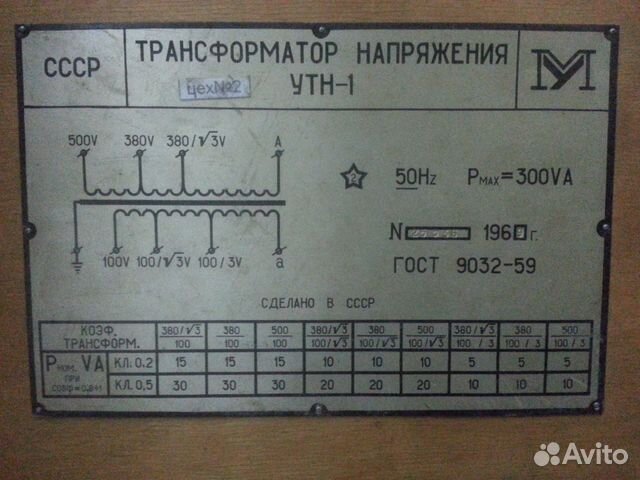 СССР
ТРАНСФОРМАТОР НАПРЯЖЕНИЯ
цех№2
УТН-1
500V 380V 380/√3V A
50Hz PMAX=300VA
N 196 г.
100V 100/√3V 100/3V a
ГОСТ 9032-59
СДЕЛАНО В СССР
КОЭФ. ТРАНСФОРМ. 380/√3/100 380/100 500/100 380/√3/100/√3 380/100/√3 500/100/√3 380/√3/100/3 380/100/3 500/100/3
PНОМ. VA ПРИ COSφ=0,8÷1
КЛ. 0.2 15 15 15 10 10 10 5 5 5
КЛ. 0,5 30 30 30 20 20 20 10 10 10
Avito